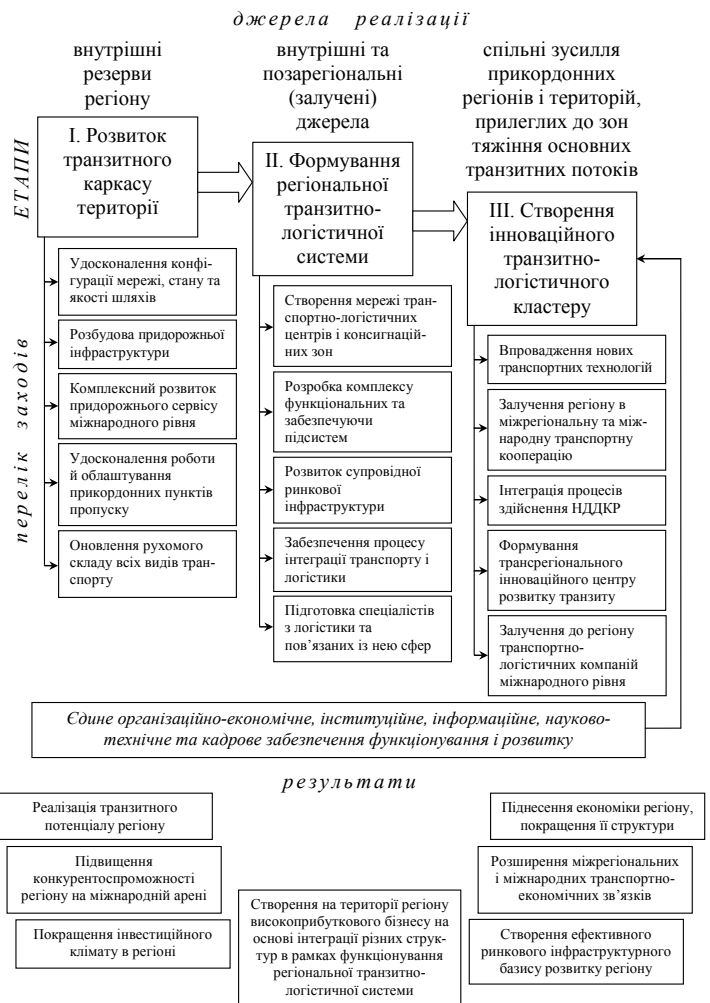 джерела реалізації
внутрішні
резерви
регіону
внутрішні та
позарегіональні
(залучені)
джерела
спільні зусилля
прикордонних
регіонів і територій,
прилеглих до зон
тяжіння основних
транзитних потоків
ЕТАПИ
І. Розвиток
транзитного
каркасу
території
ІІ. Формування
регіональної
транзитно-
логістичної
системи
ІІІ. Створення
інноваційного
транзитно-
логістичного
кластеру
перелік заходів
Удосконалення конфі-
гурації мережі, стану та
якості шляхів
Розбудова придорожньої
інфраструктури
Комплексний розвиток
придорожнього сервісу
міжнародного рівня
Удосконалення роботи
й облаштування
прикордонних пунктів
пропуску
Оновлення рухомого
складу всіх видів тран-
спорту
Створення мережі тран-
спортно-логістичних
центрів і консигнацій-
них зон
Розробка комплексу
функціональних та
забезпечуючи
підсистем
Розвиток супровідної
ринкової
інфраструктури
Забезпечення процесу
інтеграції транспорту і
логістики
Підготовка спеціалістів
з логістики та
пов’язаних із нею сфер
Впровадження нових
транспортних технологій
Залучення регіону в
міжрегіональну та між-
народну транспортну
кооперацію
Інтеграція процесів
здійснення НДДКР
Формування
трансрегіонального
інноваційного центру
розвитку транзиту
Залучення до регіону
транспортно-
логістичних компаній
міжнародного рівня
Єдине організаційно-економічне, інституційне, інформаційне, науково-
технічне та кадрове забезпечення функціонування і розвитку
результати
Реалізація транзитного
потенціалу регіону
Підвищення
конкурентоспроможності
регіону на міжнародній арені
Покращення інвестиційного
клімату в регіоні
Створення на території регіону
високоприбуткового бізнесу на
основі інтеграції різних струк-
тур в рамках функціонування
регіональної транзитно-
логістичної системи
Піднесення економіки регіону,
покращення її структури
Розширення міжрегіональних
і міжнародних транспортно-
економічних зв’язків
Створення ефективного
ринкового інфраструктурного
базису розвитку регіону